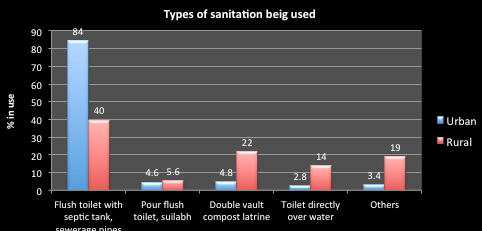 Types of sanitation beig used
% in use
90
80
70
60
50
40
30
20
10
0
84
40
4.6
5.6
4.8
22
2.8
14
3.4
19
Flush toilet with
septic tank,
sewerage pipes
Pour flush
toilet, suilabh
Double vault
compost latrine
Toilet directly
over water
Others
Urban
Rural